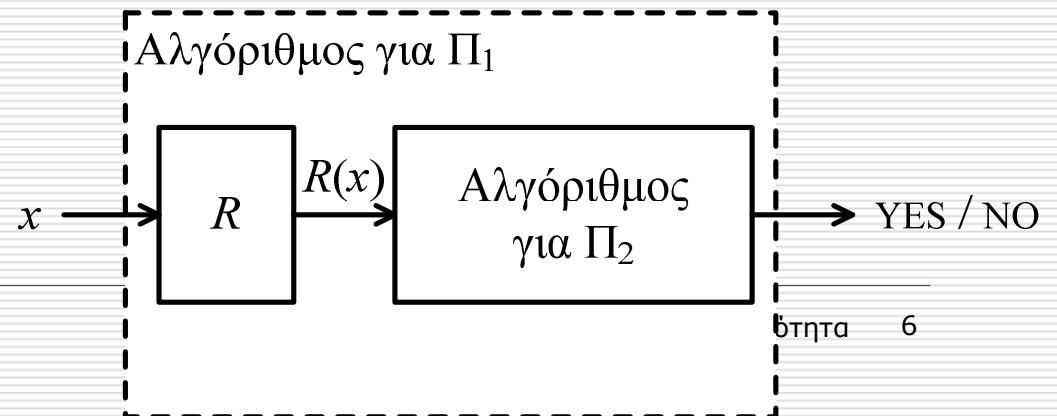 Αλγόριθμος για Π₁
x
R
R(x)
Αλγόριθμος
για Π₂
YES / NO
6